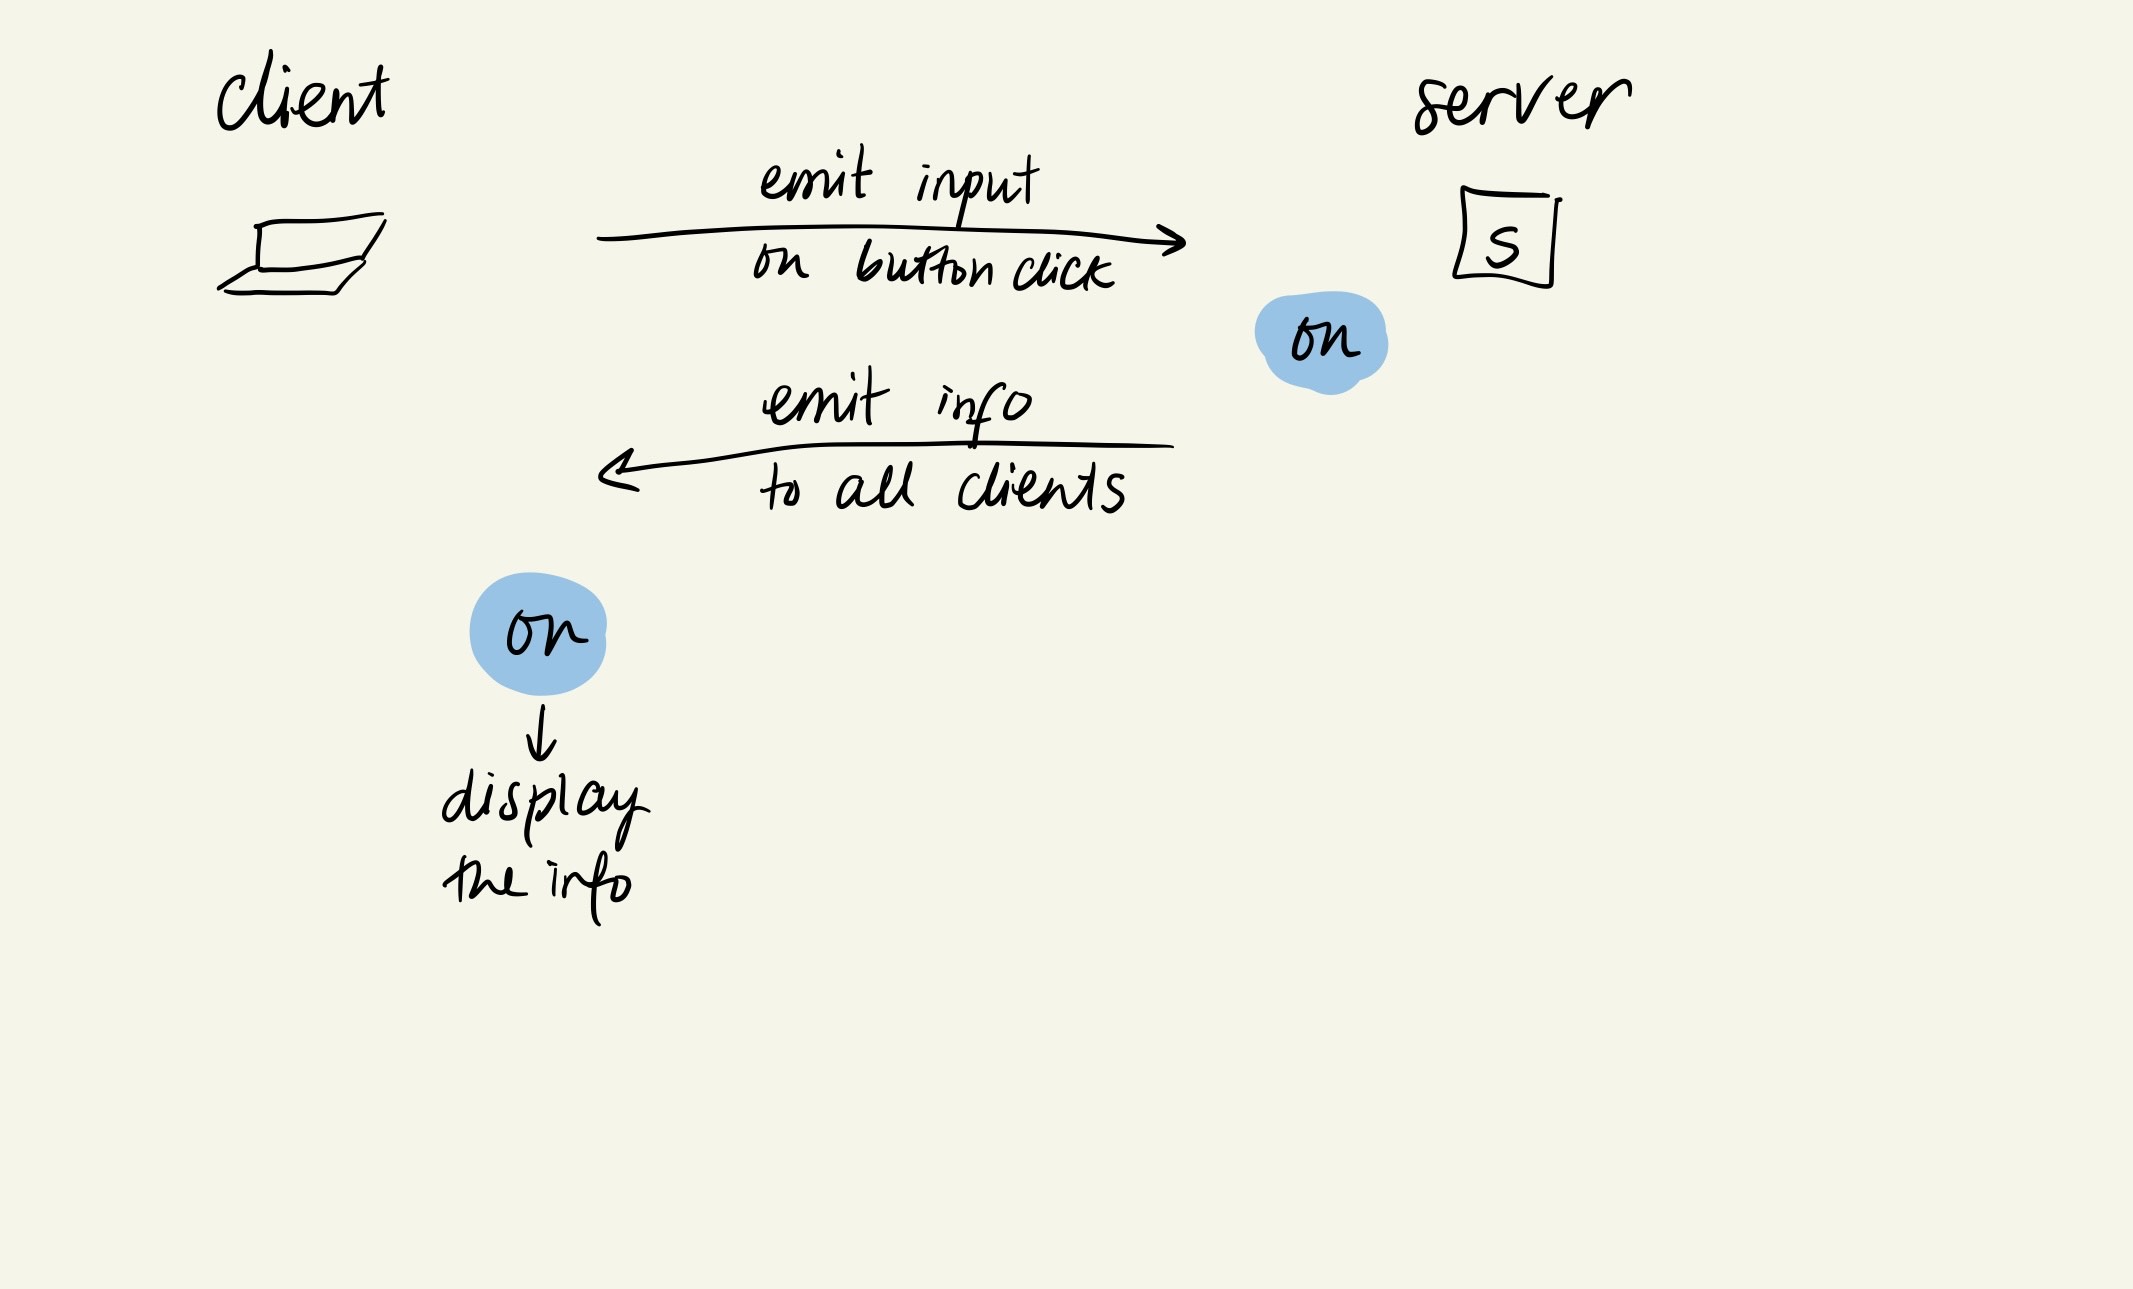 client
server
emit input
on button click
S
on
emit info
to all clients
on
display
the info